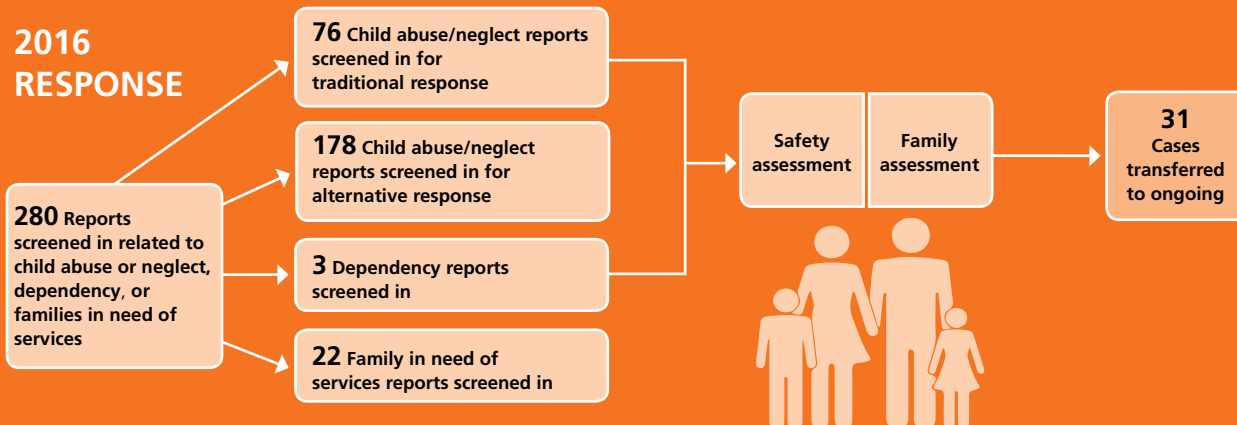 2016
RESPONSE
280 Reports
screened in related to
child abuse or neglect,
dependency, or
families in need of
services
76 Child abuse/neglect reports
screened in for
traditional response
178 Child abuse/neglect
reports screened in for
alternative response
3 Dependency reports
screened in
22 Family in need of
services reports screened in
Safety
assessment
Family
assessment
31
Cases
transferred
to ongoing